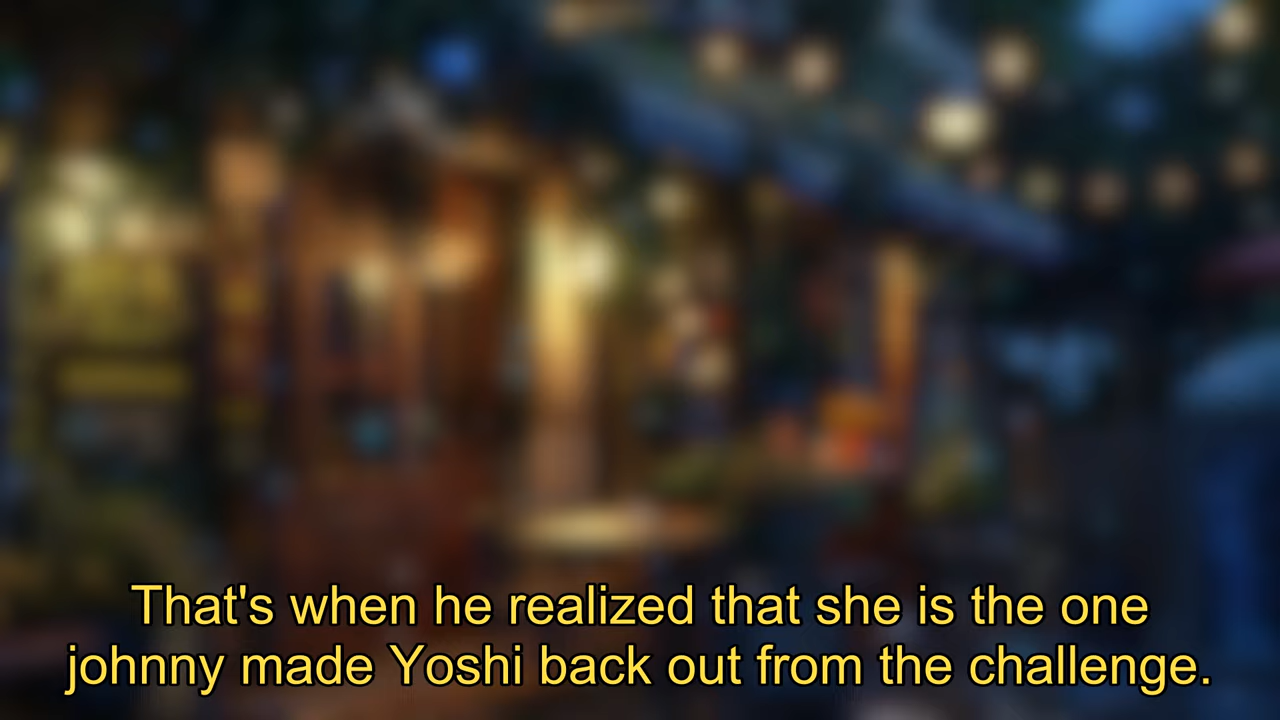 That's when he realized that she is the one
johnny made Yoshi back out from the challenge.